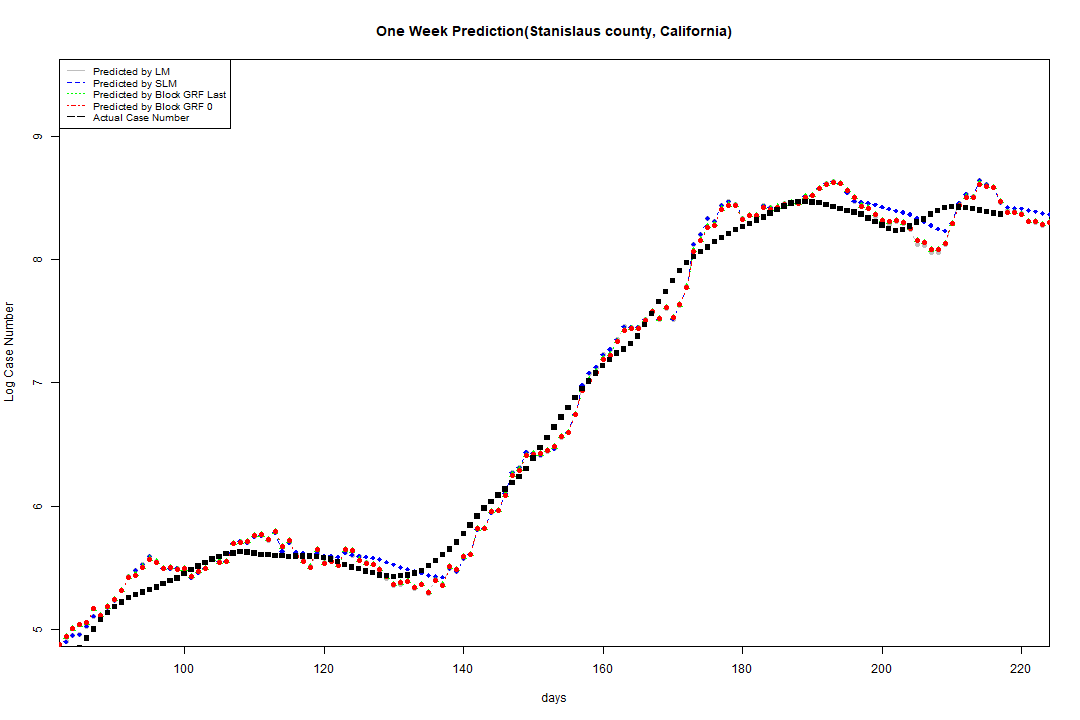 One Week Prediction(Stanislaus county, California)
Predicted by LM
Predicted by SLM
Predicted by Block GRF Last
Predicted by Block GRF 0
Actual Case Number
9
8
7
6
5
Log Case Number
100 120 140 160 180 200 220
days